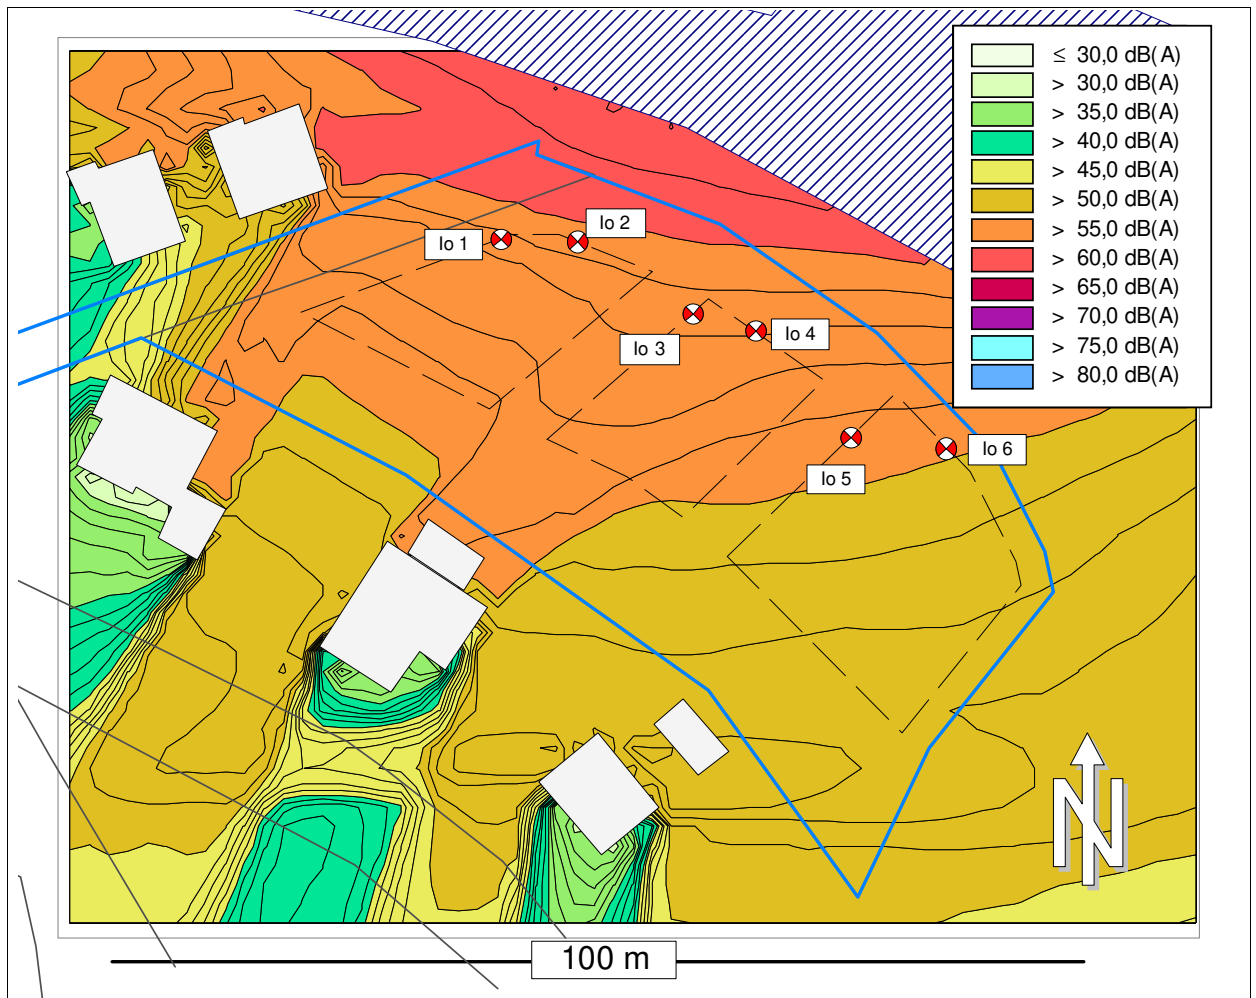 ≤ 30,0 dB(A)
> 30,0 dB(A)
> 35,0 dB(A)
> 40,0 dB(A)
> 45,0 dB(A)
> 50,0 dB(A)
> 55,0 dB(A)
> 60,0 dB(A)
> 65,0 dB(A)
> 70,0 dB(A)
> 75,0 dB(A)
> 80,0 dB(A)
Io 2
Io 1
Io 4
Io 3
Io 6
Io 5
N
100 m